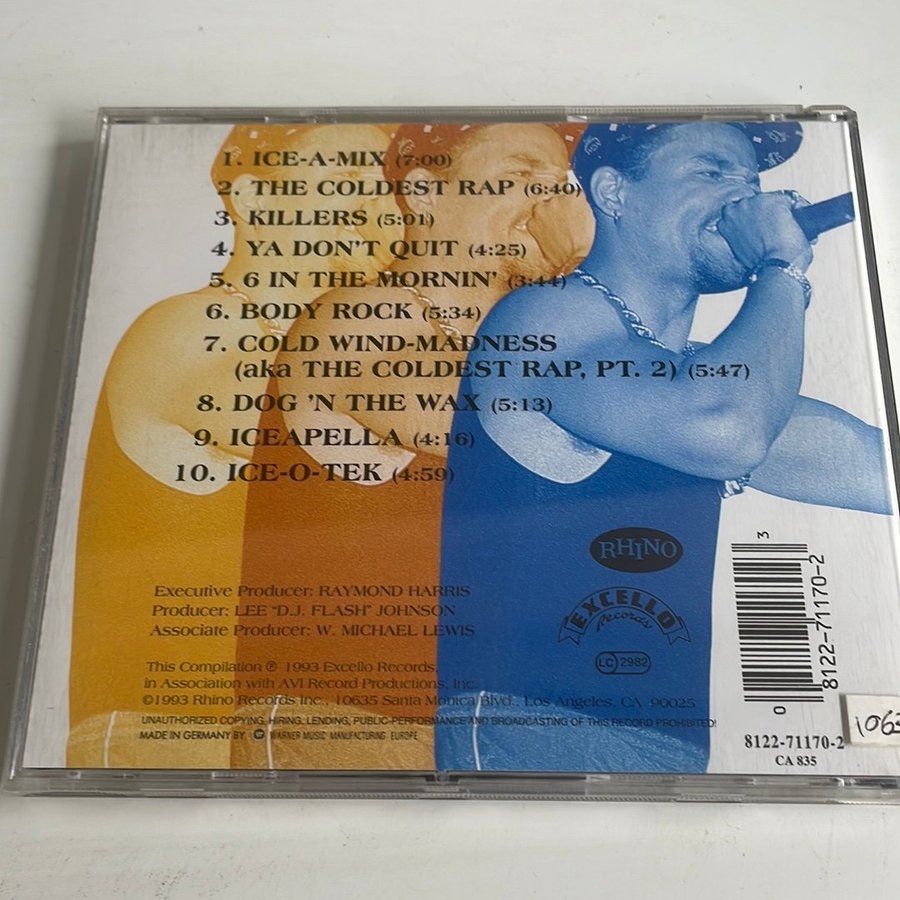 1. ICE-A-MIX (7:00)
2. THE COLDEST RAP (6:40)
3. KILLERS (5:01)
4. YA DON'T QUIT (4:25)
5. 6 IN THE MORNIN' (3:44)
6. BODY ROCK (5:34)
7. COLD WIND-MADNESS
(aka THE COLDEST RAP, PT. 2) (5:47)
8. DOG 'N THE WAX (5:13)
9. ICEAPELLA (4:16)
10. ICE-O-TEK (4:59)
RHINO
EXCELLO
Records
LC 2982
Executive Producer: RAYMOND HARRIS
Producer: LEE "D.J. FLASH" JOHNSON
Associate Producer: W. MICHAEL LEWIS
This Compilation ℗ 1993 Excello Records,
in Association with AVI Record Productions, Inc.
©1993 Rhino Records Inc., 10635 Santa Monica Blvd., Los Angeles, CA 90025
UNAUTHORIZED COPYING, HIRING, LENDING, PUBLIC-PERFORMANCE AND BROADCASTING OF THIS RECORD PROHIBITED!
MADE IN GERMANY BY WARNER MUSIC MANUFACTURING EUROPE
0 8122-71170-2 3
8122-71170-2
CA 835